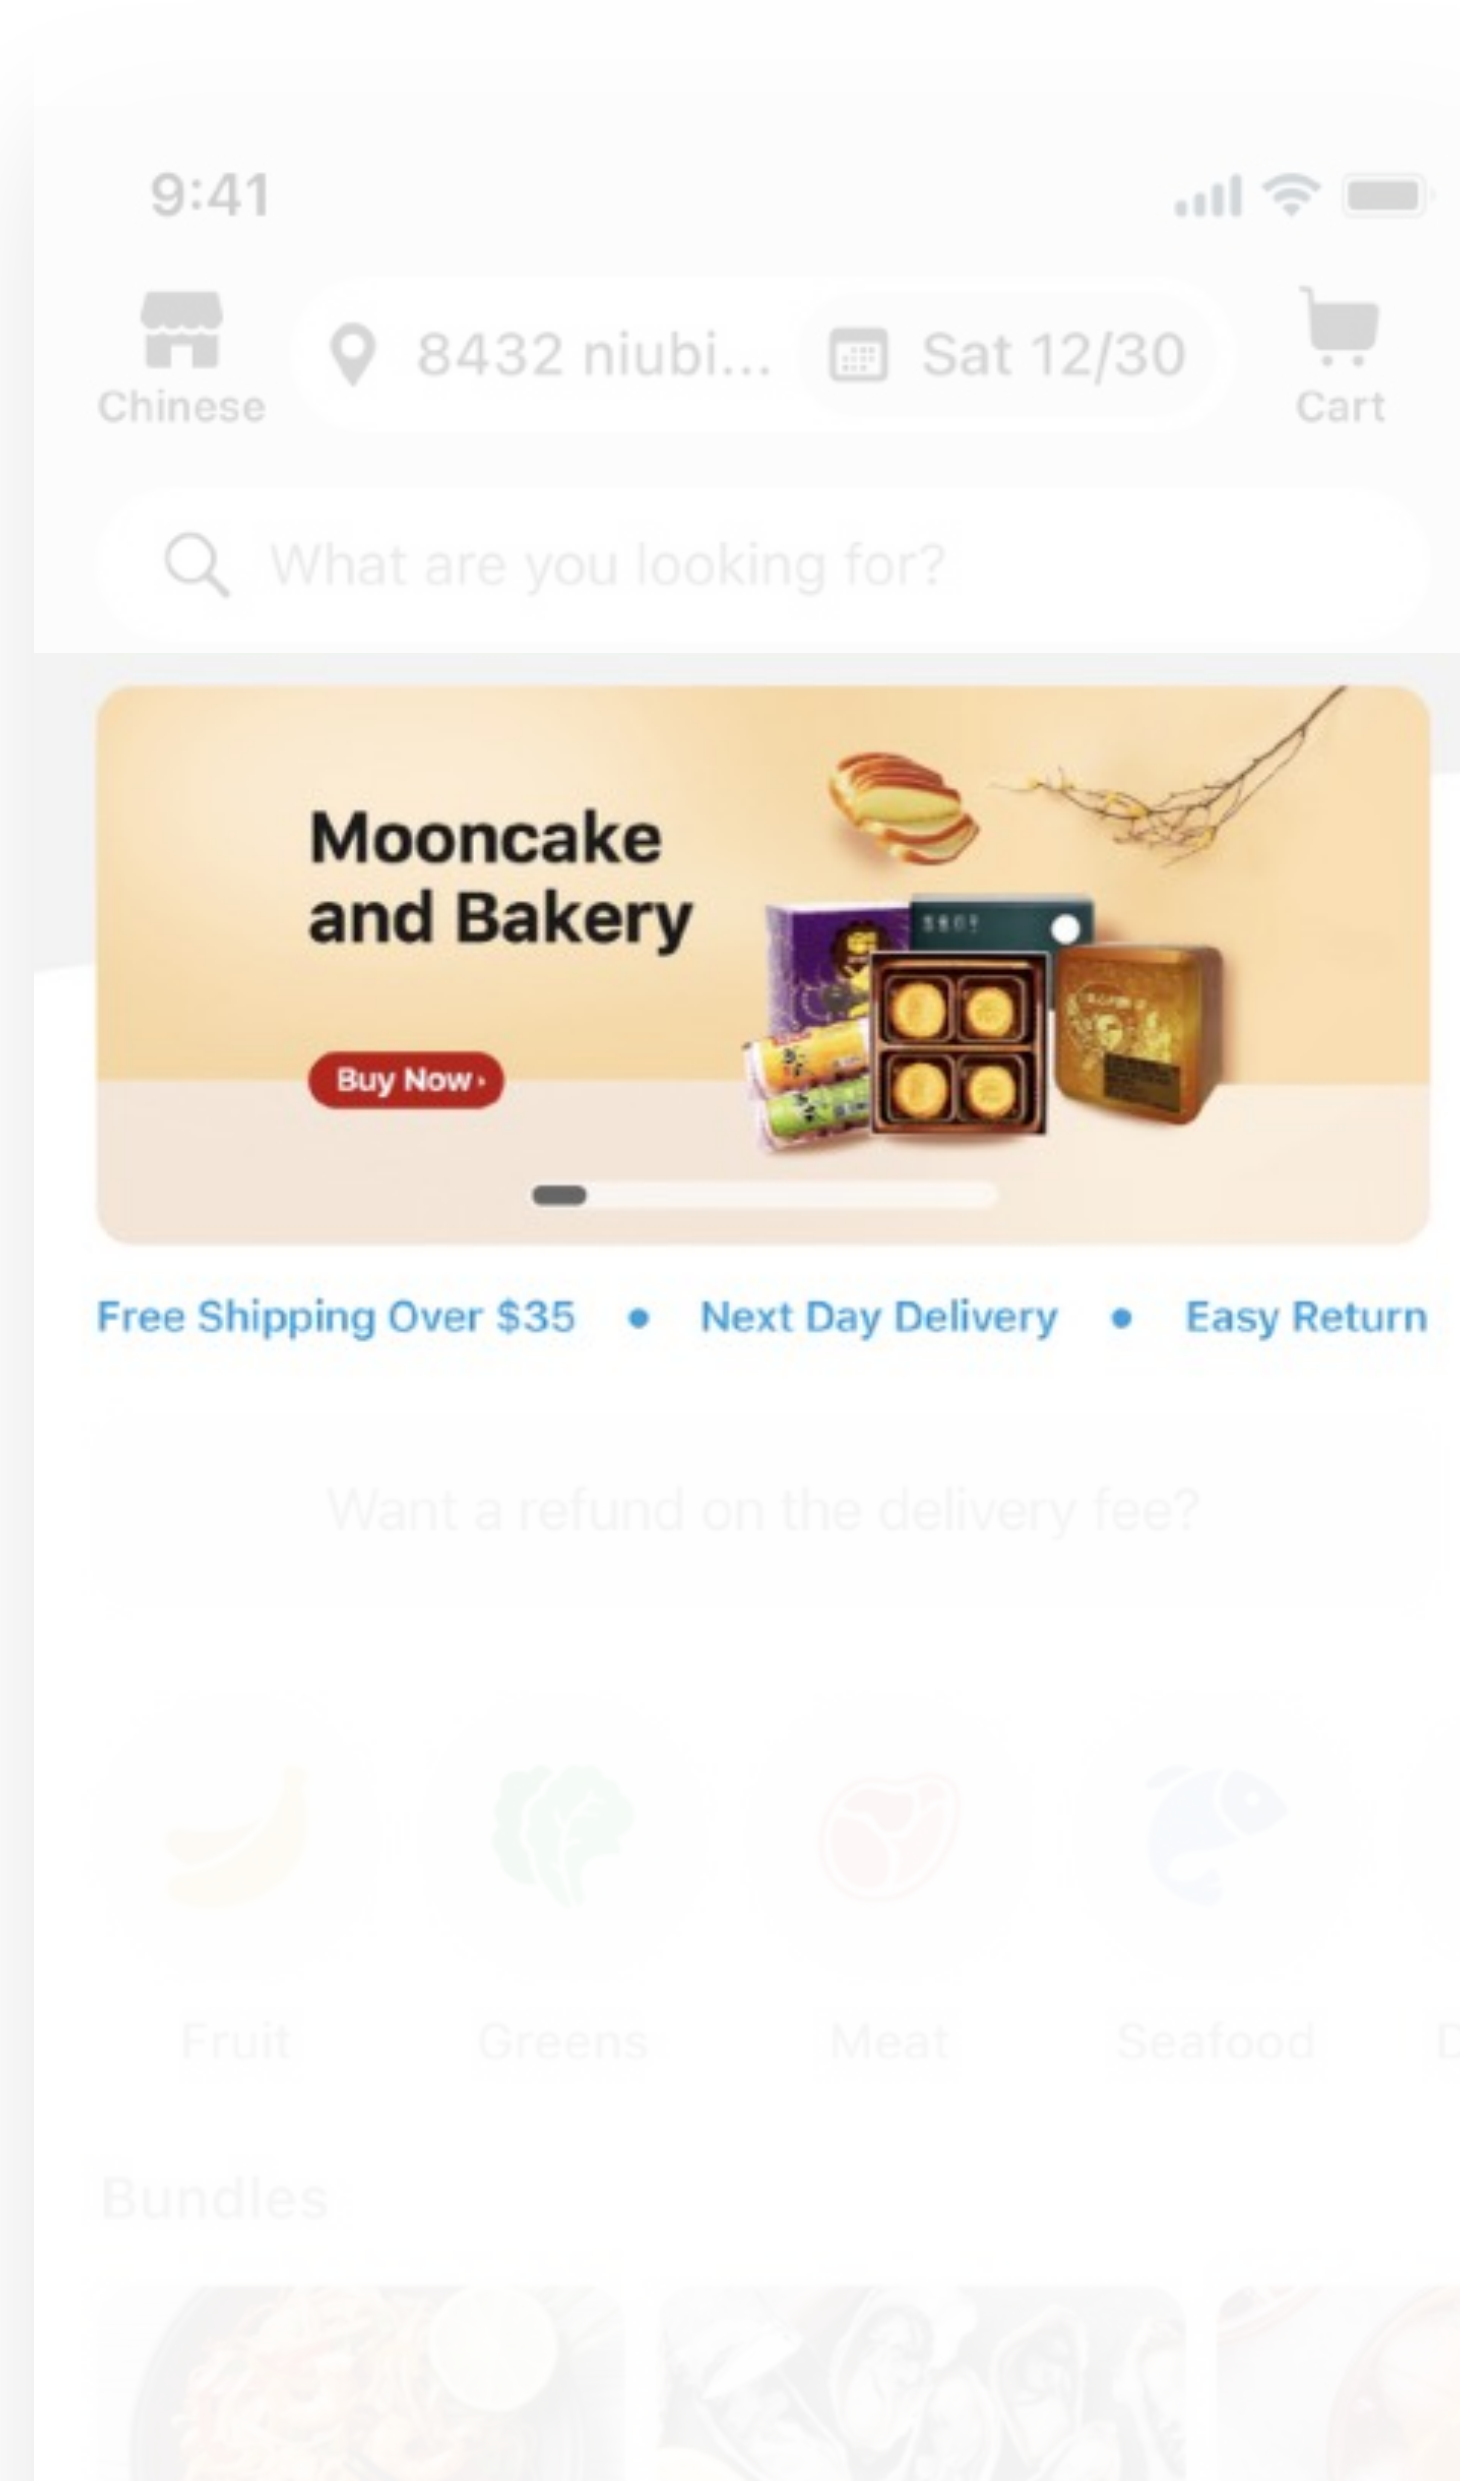 9:41
Chinese
8432 niubi...
Sat 12/30
Cart
What are you looking for?
Mooncake
and Bakery
Buy Now ›
Free Shipping Over $35 • Next Day Delivery • Easy Return
Want a refund on the delivery fee?
Fruit
Greens
Meat
Seafood
D
Bundles